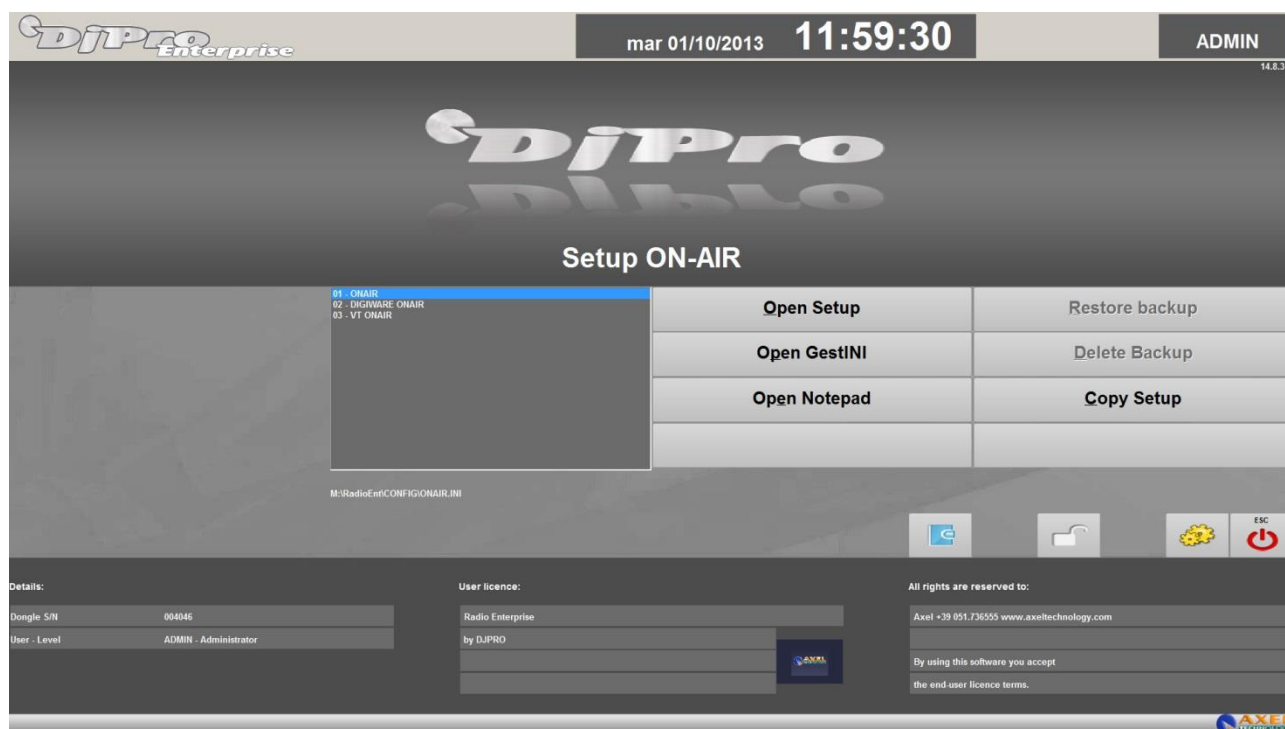 DjPro Enterprise
mar 01/10/2013 11:59:30
ADMIN
14.8.3
DjPro
Setup ON-AIR
01 - ONAIR
02 - DIGIWARE ONAIR
03 - VT ONAIR
Open Setup
Restore backup
Open GestINI
Delete Backup
Open Notepad
Copy Setup
M:\RadioEnt\CONFIG\ONAIR.INI
ESC
Details:
User licence:
All rights are reserved to:
Dongle S/N 004046
Radio Enterprise
Axel +39 051.736555 www.axeltechnology.com
User - Level ADMIN - Administrator
by DJPRO
AXEL
By using this software you accept
the end-user licence terms.
AXEL
TECHNOLOGY